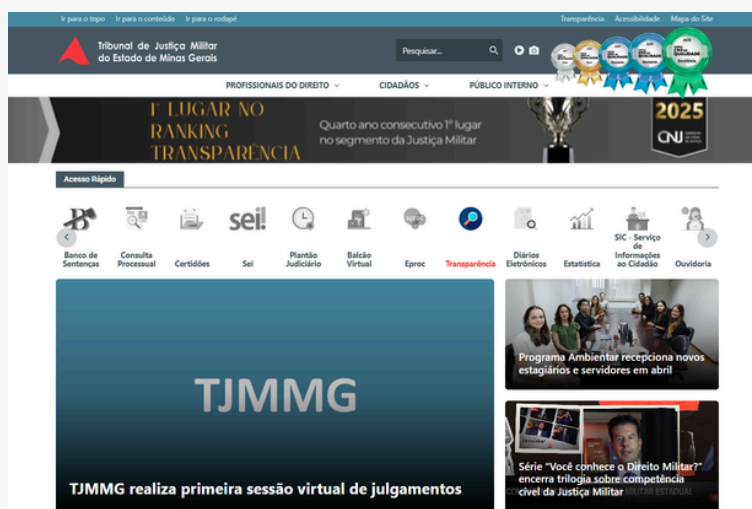 Ir para o topo Ir para o conteúdo Ir para o rodapé
Transparência Acessibilidade Mapa do Site
Tribunal de Justiça Militar
do Estado de Minas Gerais
Pesquisar...
PROFISSIONAIS DO DIREITO
CIDADÃOS
PÚBLICO INTERNO
1º LUGAR NO
RANKING
TRANSPARÊNCIA
Quarto ano consecutivo 1º lugar
no segmento da Justiça Militar
2025
CNJ
Acesso Rápido
sei!
eproc
Banco de
Sentenças
Consulta
Processual
Certidões
Sei
Plantão
Judiciário
Balcão
Virtual
Eproc
Transparência
Diários
Eletrônicos
Estatística
SIC - Serviço
de
Informações
ao Cidadão
Ouvidoria
TJMMG
TJMMG realiza primeira sessão virtual de julgamentos
Programa Ambientar recepciona novos
estagiários e servidores em abril
Série "Você conhece o Direito Militar?"
encerra trilogia sobre competência
cível da Justiça Militar